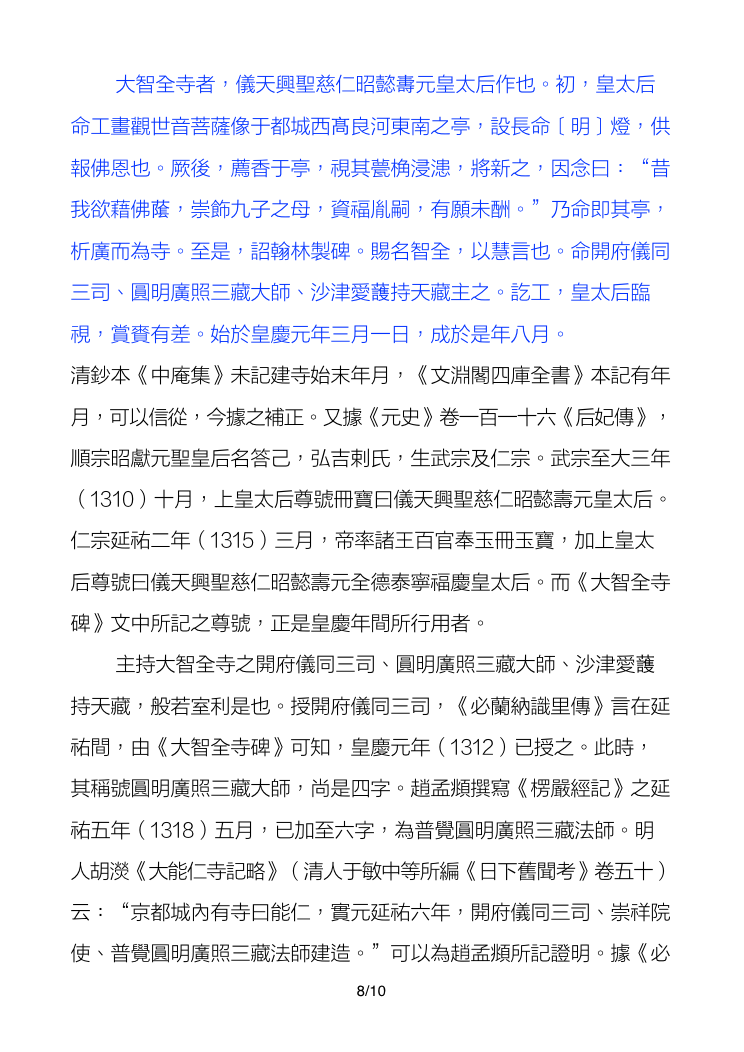 大智全寺者，儀天興聖慈仁昭懿夀元皇太后作也。初，皇太后
命工畫觀世音菩薩像于都城西髙良河東南之亭，設長命〔明〕燈，供
報佛恩也。厥後，薦香于亭，視其甍桷浸漶，將新之，因念曰：“昔
我欲藉佛蔭，崇飾九子之母，資福胤嗣，有願未酬。”乃命即其亭，
析廣而為寺。至是，詔翰林製碑。賜名智全，以慧言也。命開府儀同
三司、圓明廣照三藏大師、沙津愛護持天藏主之。訖工，皇太后臨
視，賞賚有差。始於皇慶元年三月一日，成於是年八月。
清鈔本《中庵集》未記建寺始末年月，《文淵閣四庫全書》本記有年
月，可以信從，今據之補正。又據《元史》卷一百一十六《后妃傳》，
順宗昭獻元聖皇后名答己，弘吉剌氏，生武宗及仁宗。武宗至大三年
（1310）十月，上皇太后尊號冊寶曰儀天興聖慈仁昭懿壽元皇太后。
仁宗延祐二年（1315）三月，帝率諸王百官奉玉冊玉寶，加上皇太
后尊號曰儀天興聖慈仁昭懿壽元全德泰寧福慶皇太后。而《大智全寺
碑》文中所記之尊號，正是皇慶年間所行用者。
主持大智全寺之開府儀同三司、圓明廣照三藏大師、沙津愛護
持天藏，般若室利是也。授開府儀同三司，《必蘭納識里傳》言在延
祐間，由《大智全寺碑》可知，皇慶元年（1312）已授之。此時，
其稱號圓明廣照三藏大師，尚是四字。趙孟頫撰寫《楞嚴經記》之延
祐五年（1318）五月，已加至六字，為普覺圓明廣照三藏法師。明
人胡濙《大能仁寺記略》（清人于敏中等所編《日下舊聞考》卷五十）
云：“京都城內有寺曰能仁，實元延祐六年，開府儀同三司、崇祥院
使、普覺圓明廣照三藏法師建造。”可以為趙孟頫所記證明。據《必
8/10